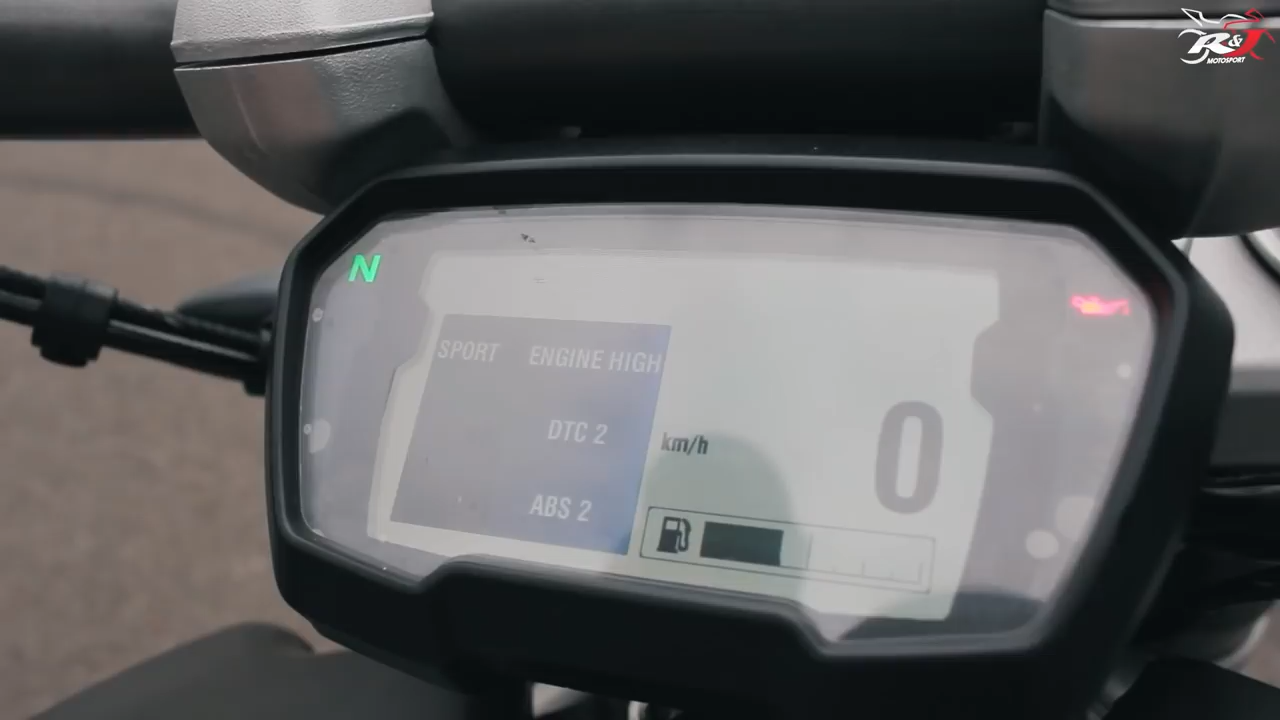 R&J
MOTOSPORT
N
SPORT ENGINE HIGH
DTC 2
km/h 0
ABS 2